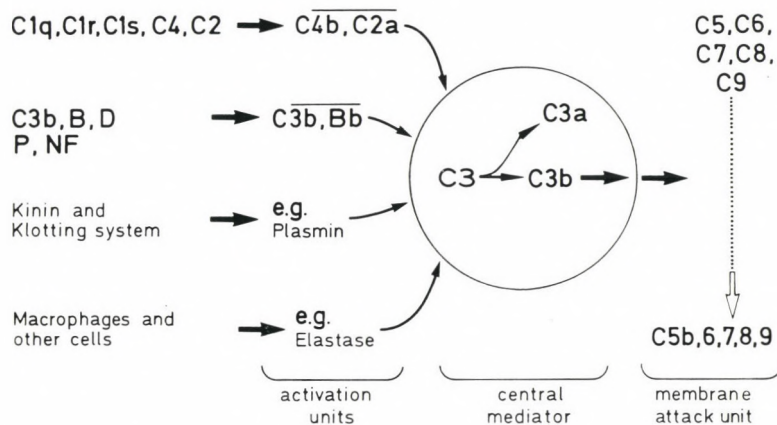 C1q,C1r,C1s, C4, C2
C4b, C2a
C5,C6,
C7,C8,
C9
C3b, B, D
P, NF
C3b, Bb
C3a
C3
C3b
Kinin and
Klotting system
e.g.
Plasmin
Macrophages and
other cells
e.g.
Elastase
C5b,6,7,8,9
activation
units
central
mediator
membrane
attack unit